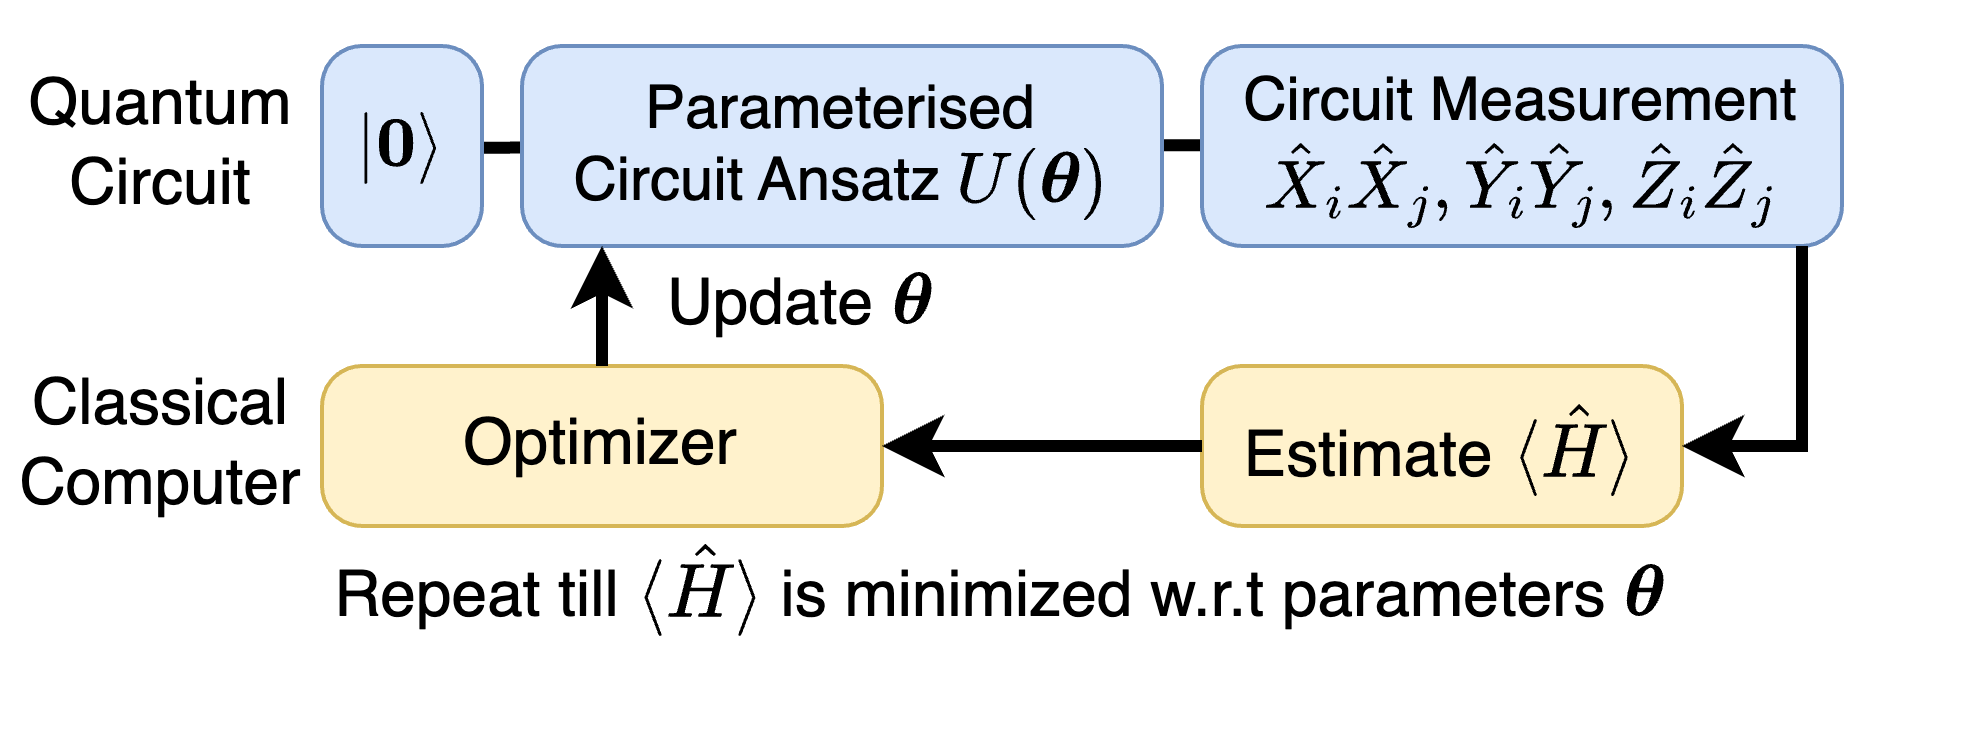 Quantum
Circuit
|𝟎⟩
Parameterised
Circuit Ansatz U(𝜽)
Circuit Measurement
X̂ᵢX̂ⱼ, ŶᵢŶⱼ, ẐᵢẐⱼ
Update 𝜽
Classical
Computer
Optimizer
Estimate ⟨Ĥ⟩
Repeat till ⟨Ĥ⟩ is minimized w.r.t parameters 𝜽